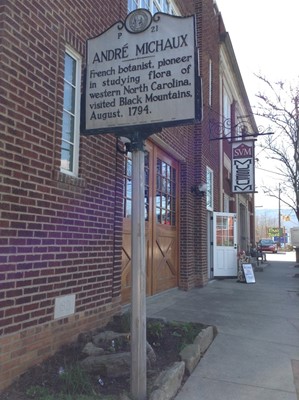 P
21
ANDRÉ MICHAUX
French botanist, pioneer
in studying flora of
western North Carolina,
visited Black Mountains,
August, 1794.
SVM